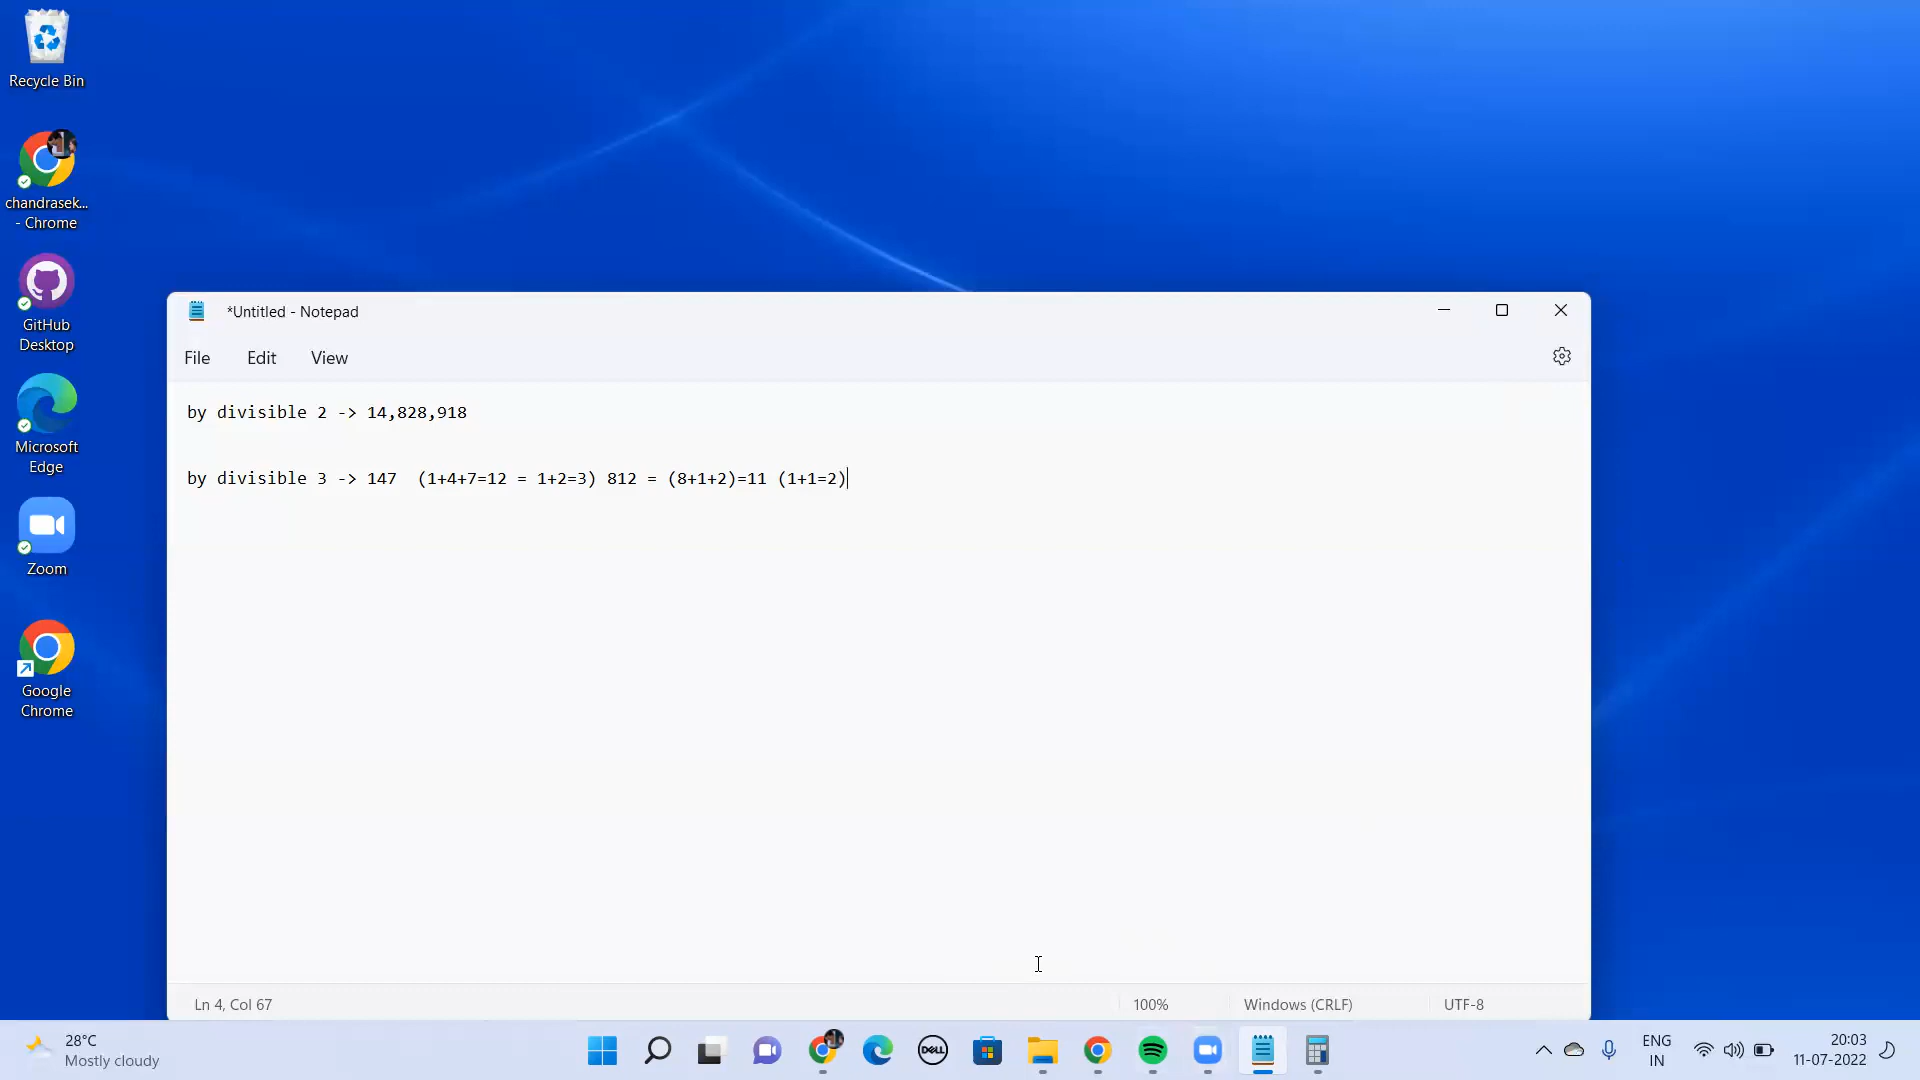 Recycle Bin
chandrasek...
- Chrome
GitHub
Desktop
Microsoft
Edge
Zoom
Google
Chrome
*Untitled - Notepad
File Edit View
by divisible 2 -> 14,828,918
by divisible 3 -> 147  (1+4+7=12 = 1+2=3) 812 = (8+1+2)=11 (1+1=2)
Ln 4, Col 67 100% Windows (CRLF) UTF-8
28°C
Mostly cloudy
DELL
ENG
IN
20:03
11-07-2022